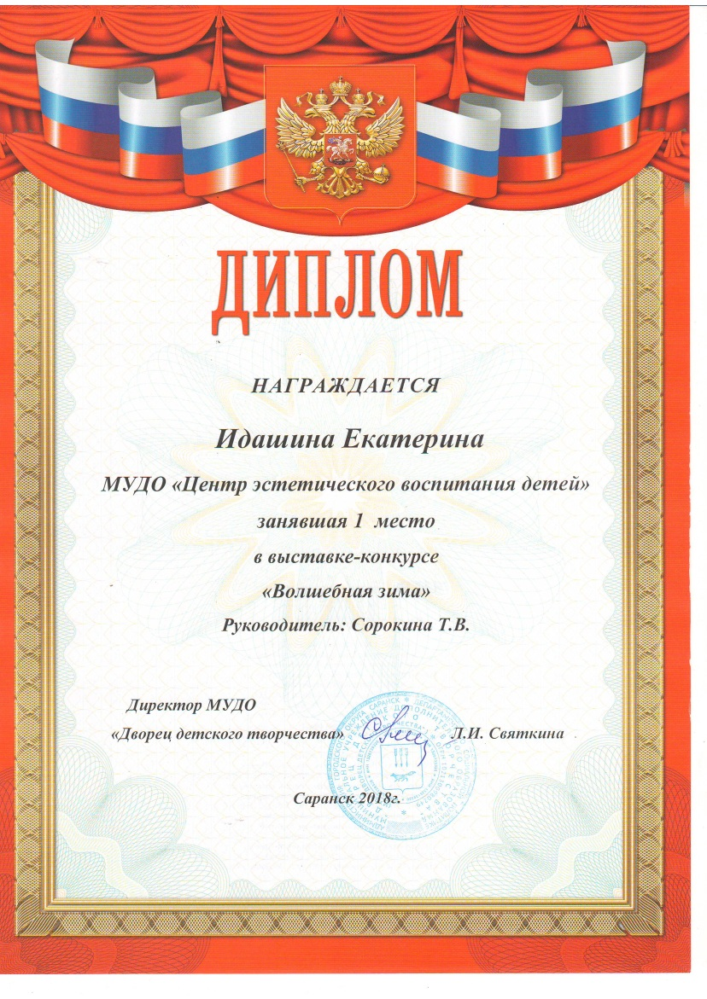 ДИПЛОМ
НАГРАЖДАЕТСЯ
Идашина Екатерина
МУДО «Центр эстетического воспитания детей»
занявшая 1 место
в выставке-конкурсе
«Волшебная зима»
Руководитель: Сорокина Т.В.
Директор МУДО
«Дворец детского творчества» Л.И. Святкина
Саранск 2018г.